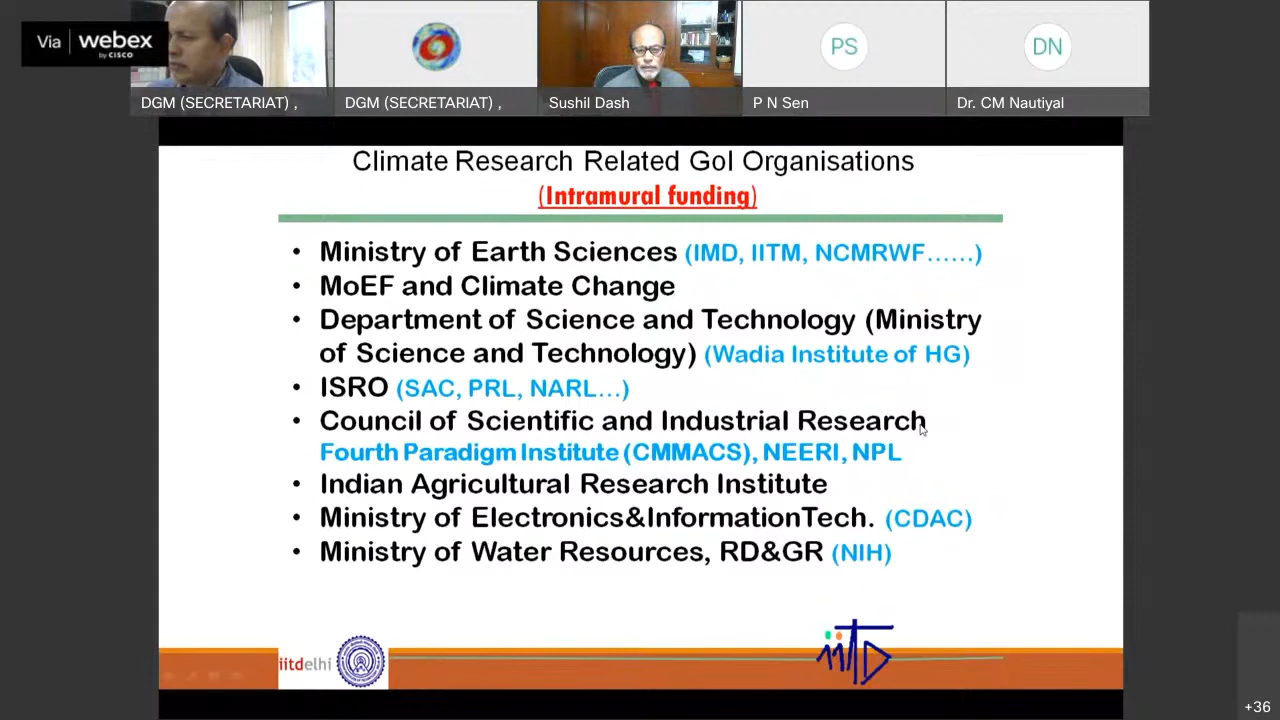 Via webex
by CISCO
PS
DN
DGM (SECRETARIAT) ,
DGM (SECRETARIAT) ,
Sushil Dash
P N Sen
Dr. CM Nautiyal
Climate Research Related GoI Organisations
(Intramural funding)
• Ministry of Earth Sciences (IMD, IITM, NCMRWF......)
• MoEF and Climate Change
• Department of Science and Technology (Ministry
of Science and Technology) (Wadia Institute of HG)
• ISRO (SAC, PRL, NARL...)
• Council of Scientific and Industrial Research
Fourth Paradigm Institute (CMMACS), NEERI, NPL
• Indian Agricultural Research Institute
• Ministry of Electronics&InformationTech. (CDAC)
• Ministry of Water Resources, RD&GR (NIH)
iitdelhi
iiTD
+36